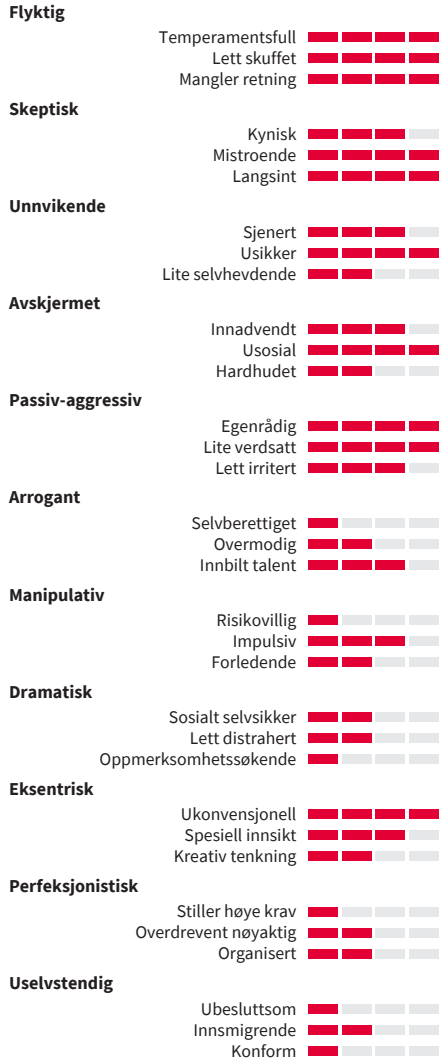 Flyktig
Temperamentsfull
Lett skuffet
Mangler retning
Skeptisk
Kynisk
Mistroende
Langsint
Unnvikende
Sjenert
Usikker
Lite selvhevdende
Avskjermet
Innadvendt
Usosial
Hardhudet
Passiv-aggressiv
Egenrådig
Lite verdsatt
Lett irritert
Arrogant
Selvberettiget
Overmodig
Innbilt talent
Manipulativ
Risikovillig
Impulsiv
Forledende
Dramatisk
Sosialt selvsikker
Lett distrahert
Oppmerksomhetssøkende
Eksentrisk
Ukonvensjonell
Spesiell innsikt
Kreativ tenkning
Perfeksjonistisk
Stiller høye krav
Overdrevent nøyaktig
Organisert
Uselvstendig
Ubesluttsom
Innsmigrende
Konform